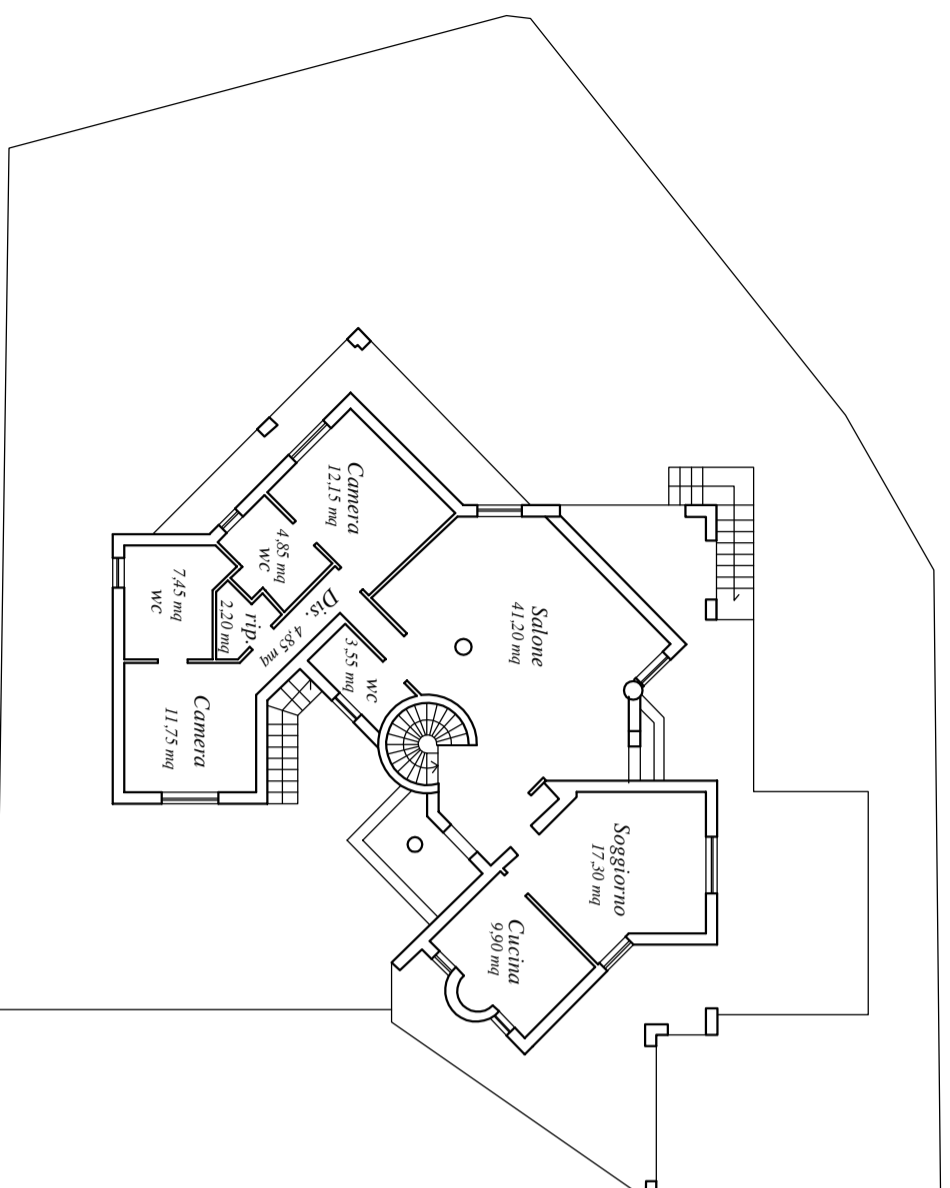 Camera
12,15 mq
4,85 mq
wc
7,45 mq
wc
rip.
2,20 mq
Dis. 4,85 mq
wc
3,55 mq
Camera
11,75 mq
Salone
41,20 mq
Soggiorno
17,30 mq
Cucina
9,90 mq